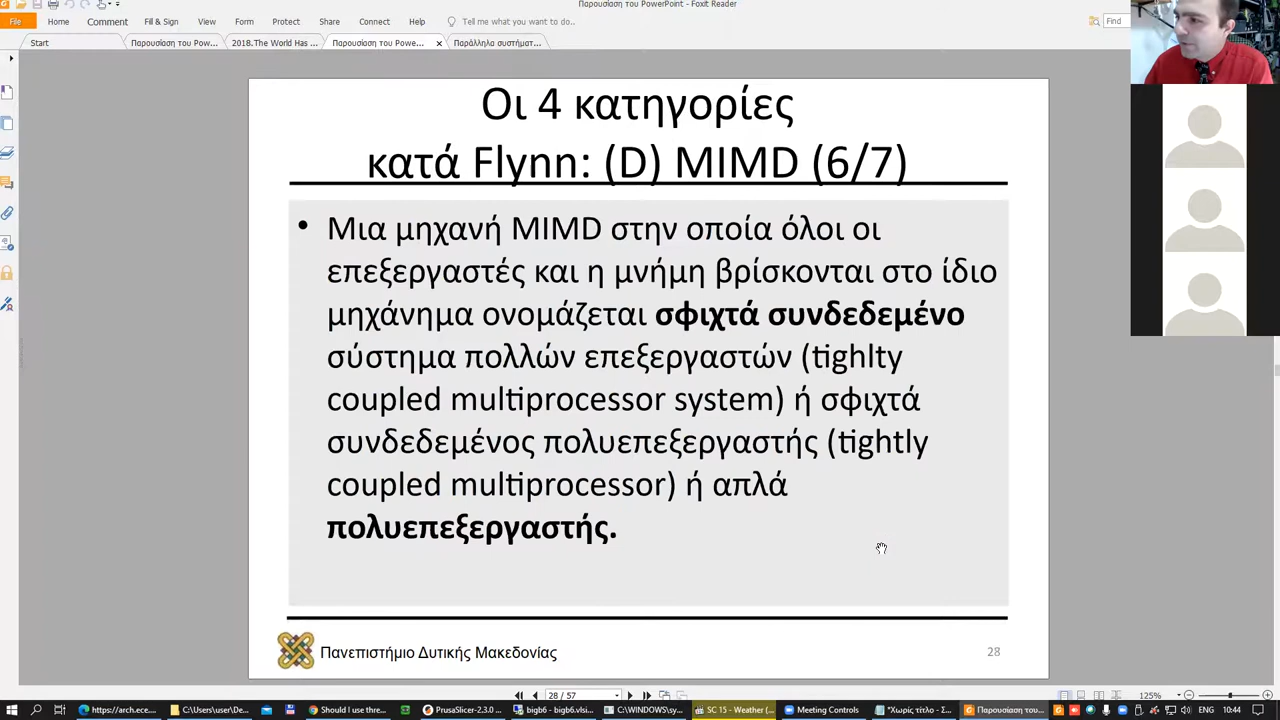 Παρουσίαση του PowerPoint - Foxit Reader
File Home Comment Fill & Sign View Form Protect Share Connect Help Tell me what you want to do... Find
Start Παρουσίαση του Pow... 2018.The World Has ... Παρουσίαση του Powe... × Παράλληλα συστήματ...
Οι 4 κατηγορίες
κατά Flynn: (D) MIMD (6/7)
• Μια μηχανή MIMD στην οποία όλοι οι
επεξεργαστές και η μνήμη βρίσκονται στο ίδιο
μηχάνημα ονομάζεται σφιχτά συνδεδεμένο
σύστημα πολλών επεξεργαστών (tighlty
coupled multiprocessor system) ή σφιχτά
συνδεδεμένος πολυεπεξεργαστής (tightly
coupled multiprocessor) ή απλά
πολυεπεξεργαστής.
Πανεπιστήμιο Δυτικής Μακεδονίας 28
28 / 57 125%
https://arch.ece.... C:\Users\user\De... Should I use thre... PrusaSlicer-2.3.0 ... bigb6 - bigb6.vlsi... C:\WINDOWS\sy... SC 15 - Weather (... Meeting Controls "Χωρίς τίτλο - Σ... Παρουσίαση του... 10:44